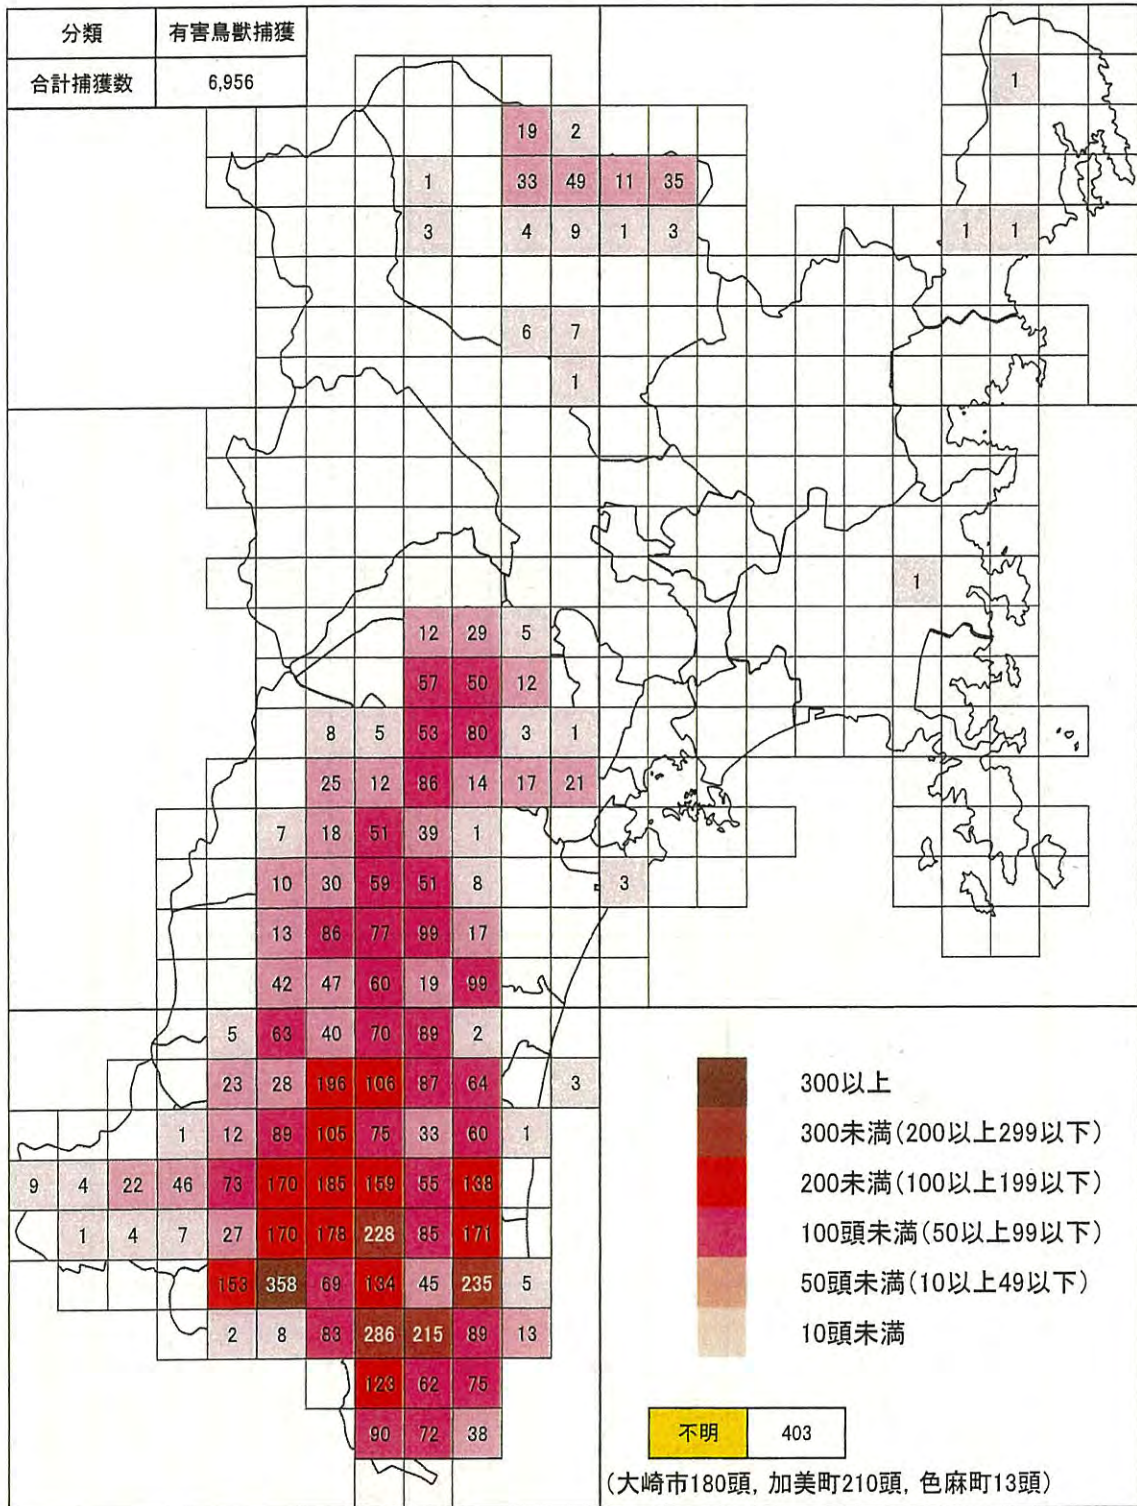 分類 有害鳥獣捕獲
合計捕獲数 6,956
1
19 2
1 33 49 11 35
3 4 9 1 3 1 1
6 7
1
1
12 29 5
57 50 12
8 5 53 80 3 1
25 12 86 14 17 21
7 18 51 39 1
10 30 59 51 8 3
13 86 77 99 17
42 47 60 19 99
5 63 40 70 89 2
23 28 196 106 87 64 3
1 12 89 105 75 33 60 1
9 4 22 46 73 170 185 159 55 138
1 4 7 27 170 178 228 85 171
153 358 69 134 45 235 5
2 8 83 286 215 89 13
123 62 75
90 72 38
300以上
300未満(200以上299以下)
200未満(100以上199以下)
100頭未満(50以上99以下)
50頭未満(10以上49以下)
10頭未満
不明 403
(大崎市180頭, 加美町210頭, 色麻町13頭)